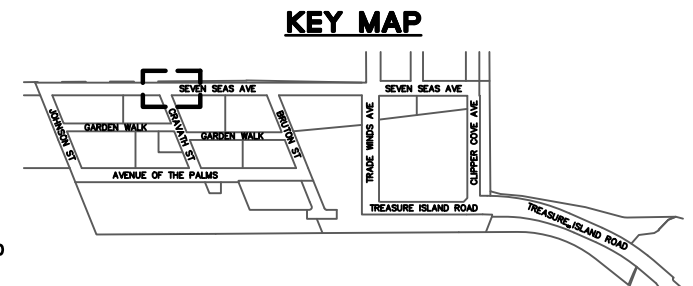 KEY MAP
SEVEN SEAS AVE
SEVEN SEAS AVE
JOHNSON ST
GARDEN WALK
CRAVATH ST
GARDEN WALK
BRUTON ST
TRADE WINDS AVE
CLIPPER COVE AVE
AVENUE OF THE PALMS
TREASURE ISLAND ROAD
TREASURE ISLAND ROAD